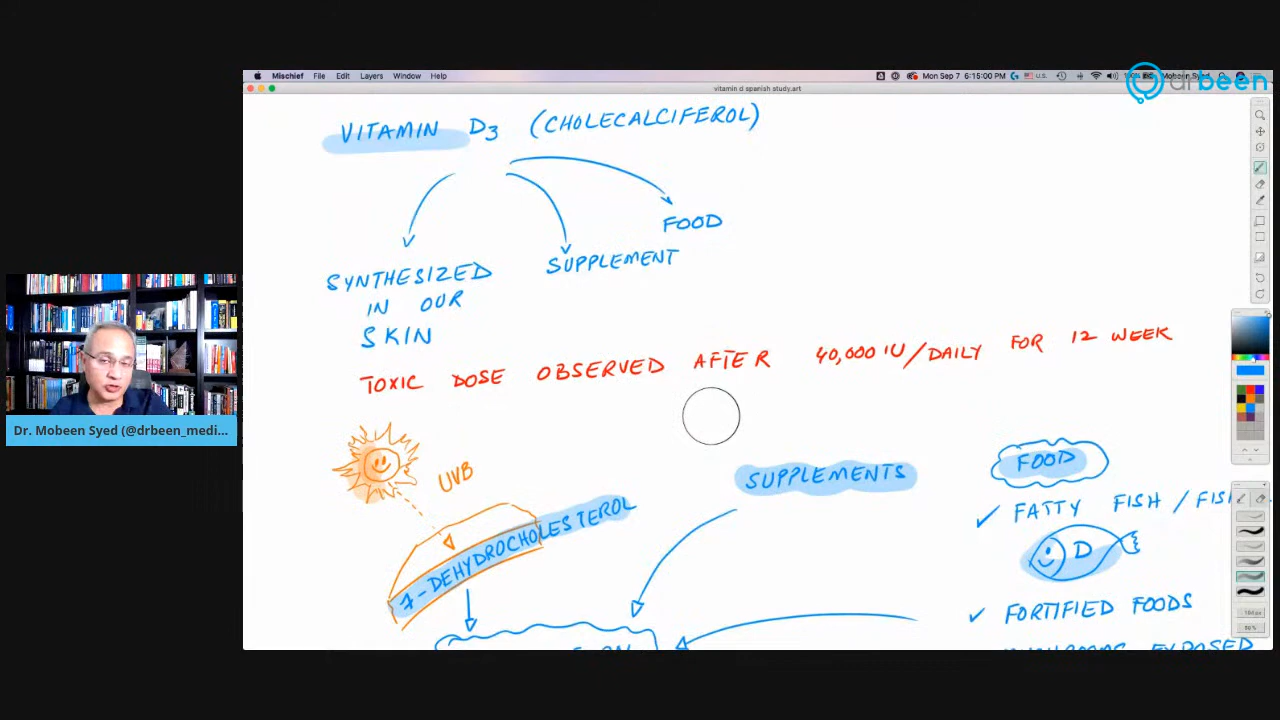 Mischief File Edit Layers Window Help
Mon Sep 7 6:15:00 PM
vitamin d spanish study.art
drbeen
VITAMIN D3 (CHOLECALCIFEROL)
FOOD
SUPPLEMENT
SYNTHESIZED
IN OUR
SKIN
TOXIC DOSE OBSERVED AFTER 40,000 IU/DAILY FOR 12 WEEK
UVB
SUPPLEMENTS
FOOD
✓ FATTY FISH / FISH
7-DEHYDROCHOLESTEROL
D
✓ FORTIFIED FOODS
EXPOSED
Dr. Mobeen Syed (@drbeen_medi...